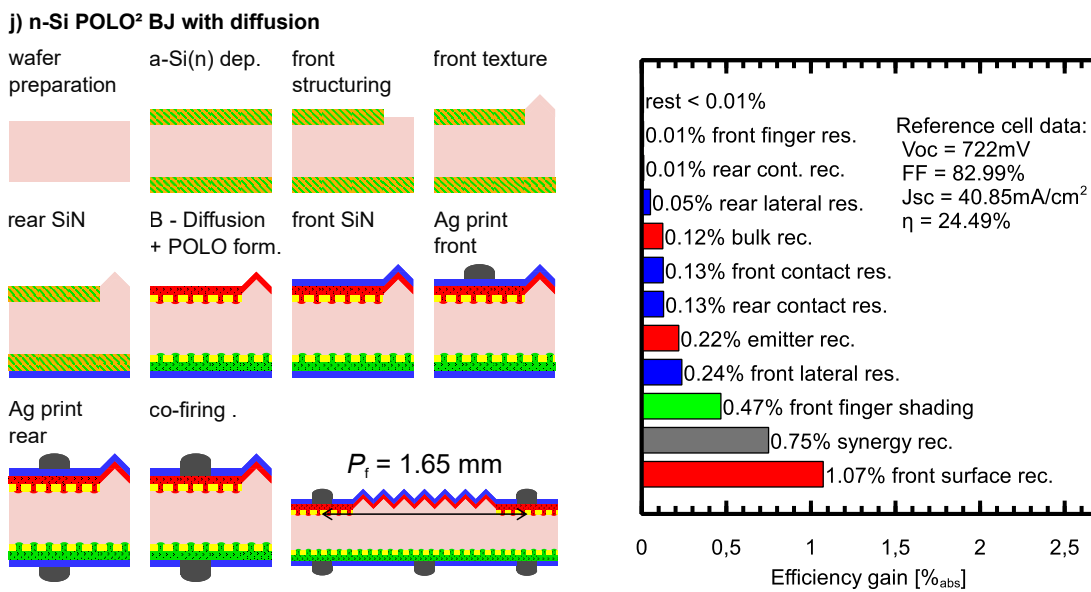 j) n-Si POLO² BJ with diffusion
wafer
preparation
a-Si(n) dep.
front
structuring
front texture
rear SiN
B - Diffusion
+ POLO form.
front SiN
Ag print
front
Ag print
rear
co-firing .
Pf = 1.65 mm
rest < 0.01%
0.01% front finger res.
0.01% rear cont. rec.
0.05% rear lateral res.
0.12% bulk rec.
0.13% front contact res.
0.13% rear contact res.
0.22% emitter rec.
0.24% front lateral res.
0.47% front finger shading
0.75% synergy rec.
1.07% front surface rec.
Reference cell data:
Voc = 722mV
FF = 82.99%
Jsc = 40.85mA/cm²
η = 24.49%
0 0,5 1 1,5 2 2,5
Efficiency gain [%abs]